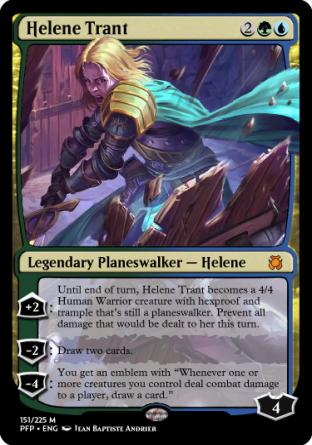 Helene Trant 2
Legendary Planeswalker — Helene
+2: Until end of turn, Helene Trant becomes a 4/4
Human Warrior creature with hexproof and
trample that's still a planeswalker. Prevent all
damage that would be dealt to her this turn.
-2: Draw two cards.
-4: You get an emblem with "Whenever one or
more creatures you control deal combat damage
to a player, draw a card."
4
151/225 M
PFP • ENG Jean Baptiste Andrier